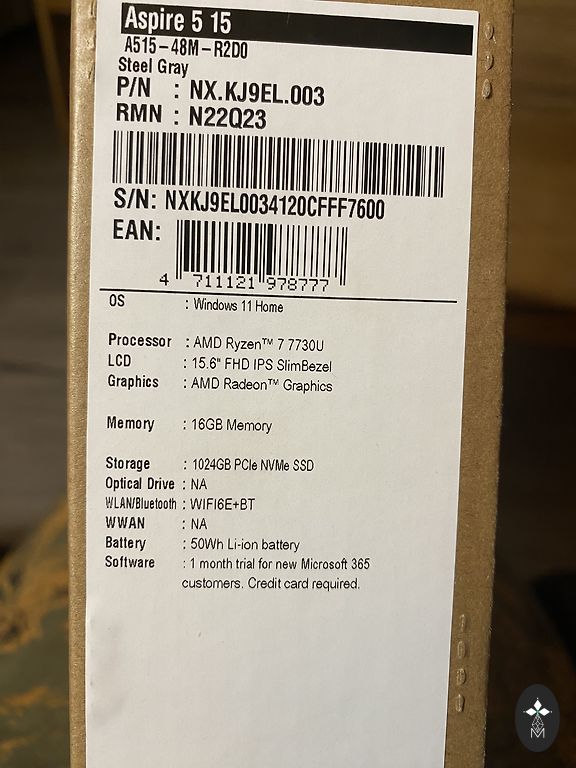 Aspire 5 15
A515-48M-R2D0
Steel Gray
P/N : NX.KJ9EL.003
RMN : N22Q23
S/N: NXKJ9EL0034120CFFF7600
EAN:
4 711121 978777
OS : Windows 11 Home
Processor : AMD Ryzen™ 7 7730U
LCD : 15.6" FHD IPS SlimBezel
Graphics : AMD Radeon™ Graphics
Memory : 16GB Memory
Storage : 1024GB PCIe NVMe SSD
Optical Drive : NA
WLAN/Bluetooth : WIFI6E+BT
WWAN : NA
Battery : 50Wh Li-ion battery
Software : 1 month trial for new Microsoft 365
customers. Credit card required.
M